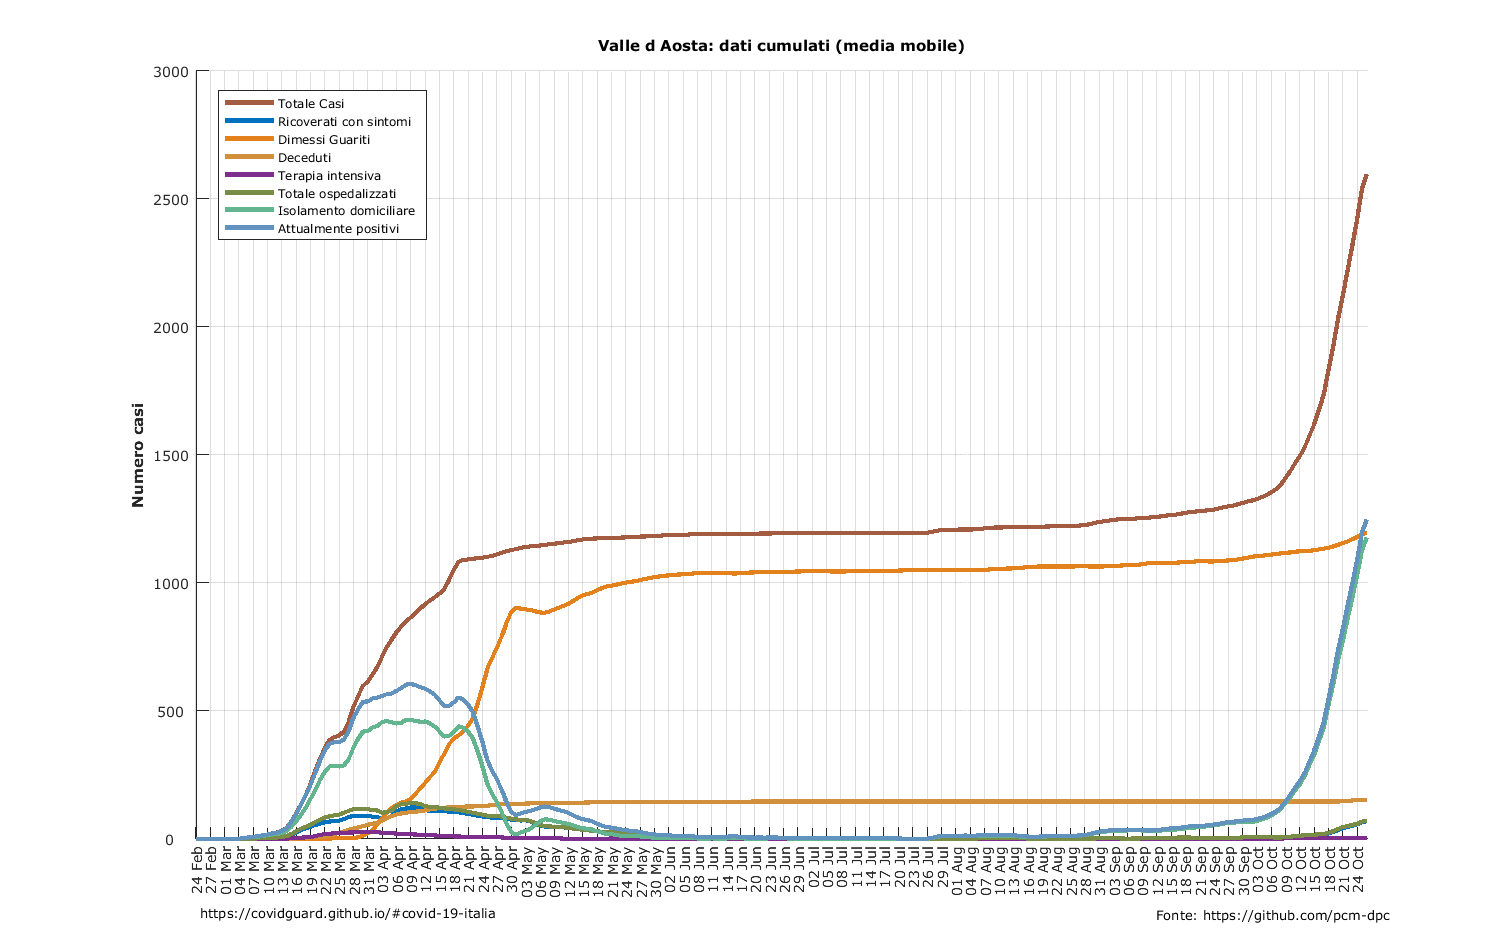 Valle d Aosta: dati cumulati (media mobile)
Numero casi
3000
2500
2000
1500
1000
500
0
Totale Casi
Ricoverati con sintomi
Dimessi Guariti
Deceduti
Terapia intensiva
Totale ospedalizzati
Isolamento domiciliare
Attualmente positivi
24 Feb
27 Feb
01 Mar
04 Mar
07 Mar
10 Mar
13 Mar
16 Mar
19 Mar
22 Mar
25 Mar
28 Mar
31 Mar
03 Apr
06 Apr
09 Apr
12 Apr
15 Apr
18 Apr
21 Apr
24 Apr
27 Apr
30 Apr
03 May
06 May
09 May
12 May
15 May
18 May
21 May
24 May
27 May
30 May
02 Jun
05 Jun
08 Jun
11 Jun
14 Jun
17 Jun
20 Jun
23 Jun
26 Jun
29 Jun
02 Jul
05 Jul
08 Jul
11 Jul
14 Jul
17 Jul
20 Jul
23 Jul
26 Jul
29 Jul
01 Aug
04 Aug
07 Aug
10 Aug
13 Aug
16 Aug
19 Aug
22 Aug
25 Aug
28 Aug
31 Aug
03 Sep
06 Sep
09 Sep
12 Sep
15 Sep
18 Sep
21 Sep
24 Sep
27 Sep
30 Sep
03 Oct
06 Oct
09 Oct
12 Oct
15 Oct
18 Oct
21 Oct
24 Oct
https://covidguard.github.io/#covid-19-italia
Fonte: https://github.com/pcm-dpc